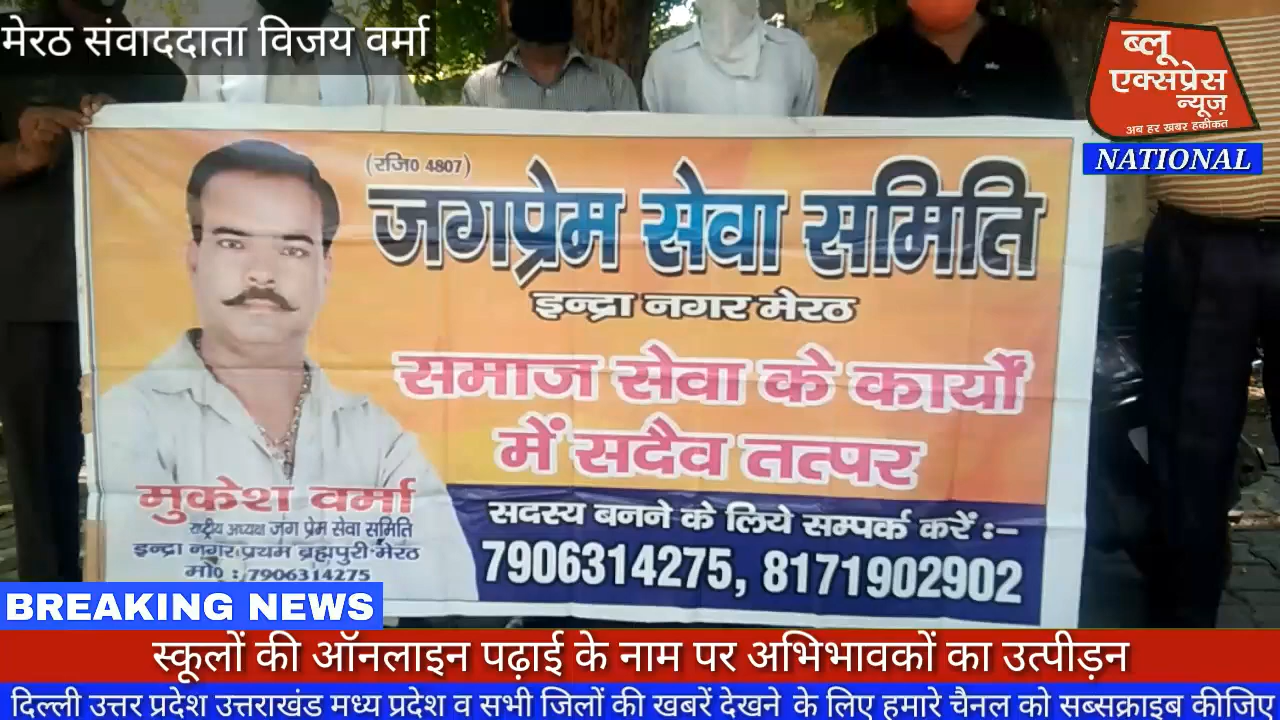 मेरठ संवाददाता विजय वर्मा
ब्लू
एक्सप्रेस
न्यूज़
अब हर खबर हकीकत
NATIONAL
(रजि0 4807)
जगप्रेम सेवा समिति
इन्द्रा नगर मेरठ
समाज सेवा के कार्यों
में सदैव तत्पर
मुकेश वर्मा
राष्ट्रीय अध्यक्ष जग प्रेम सेवा समिति
इन्द्रा नगर प्रथम ब्रह्मपुरी मेरठ
मो0 : 7906314275
सदस्य बनने के लिये सम्पर्क करें :-
7906314275, 8171902902
BREAKING NEWS
स्कूलों की ऑनलाइन पढ़ाई के नाम पर अभिभावकों का उत्पीड़न
दिल्ली उत्तर प्रदेश उत्तराखंड मध्य प्रदेश व सभी जिलों की खबरें देखने के लिए हमारे चैनल को सब्सक्राइब कीजिए